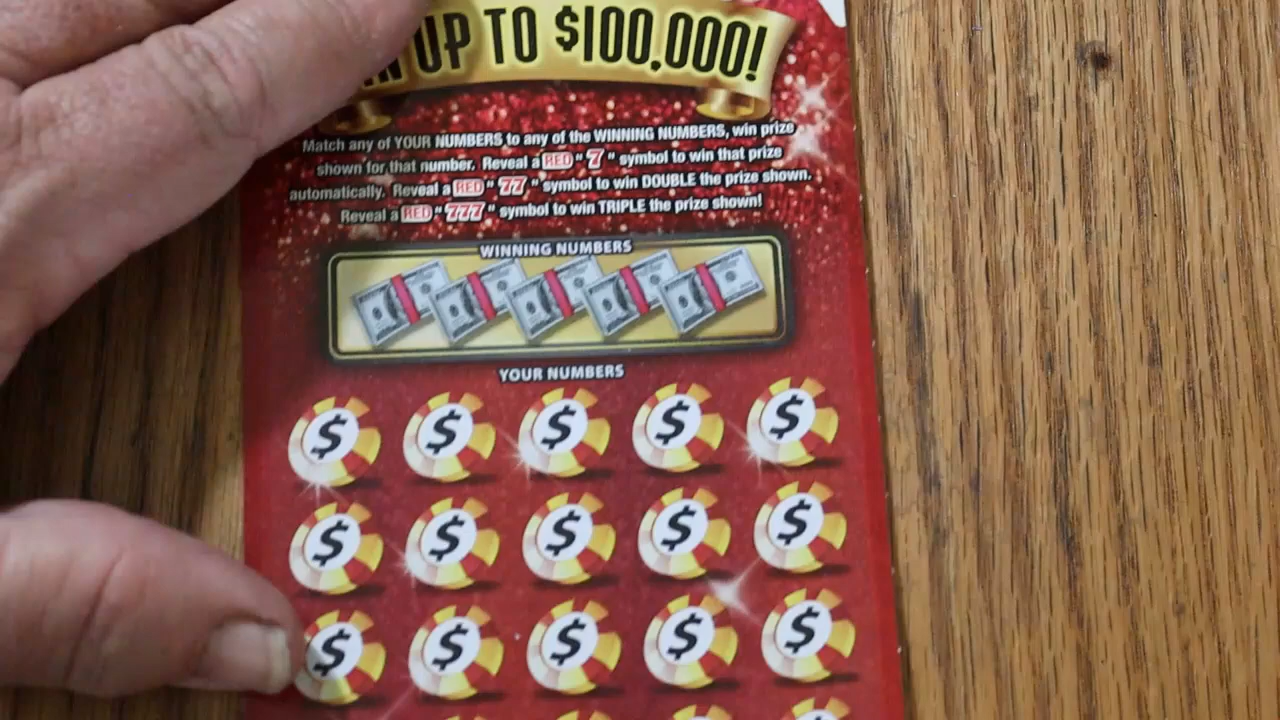 UP TO $100,000!
Match any of YOUR NUMBERS to any of the WINNING NUMBERS, win prize
shown for that number. Reveal a RED "7" symbol to win that prize
automatically. Reveal a RED "77" symbol to win DOUBLE the prize shown.
Reveal a RED "777" symbol to win TRIPLE the prize shown!
WINNING NUMBERS
YOUR NUMBERS
$ $ $ $ $
$ $ $ $ $
$ $ $ $ $